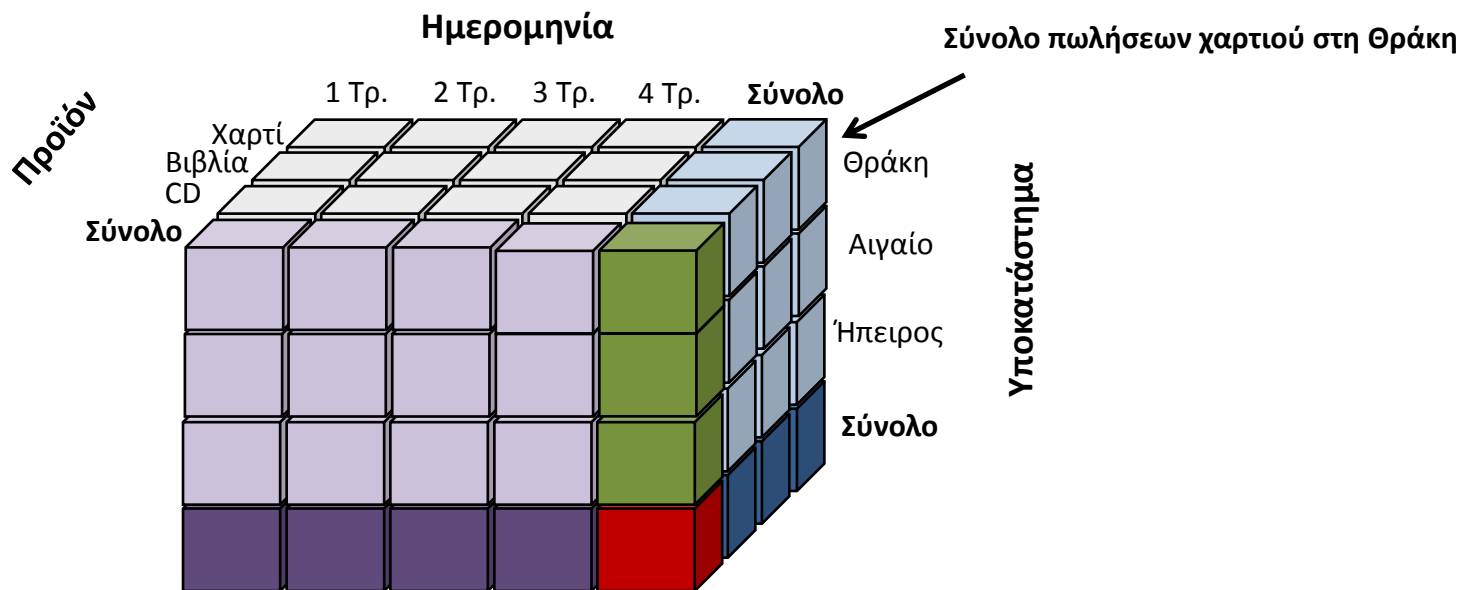 Ημερομηνία
Σύνολο πωλήσεων χαρτιού στη Θράκη
1 Τρ. 2 Τρ. 3 Τρ. 4 Τρ. Σύνολο
Προϊόν
Χαρτί
Βιβλία
CD
Σύνολο
Θράκη
Αιγαίο
Ήπειρος
Σύνολο
Υποκατάστημα